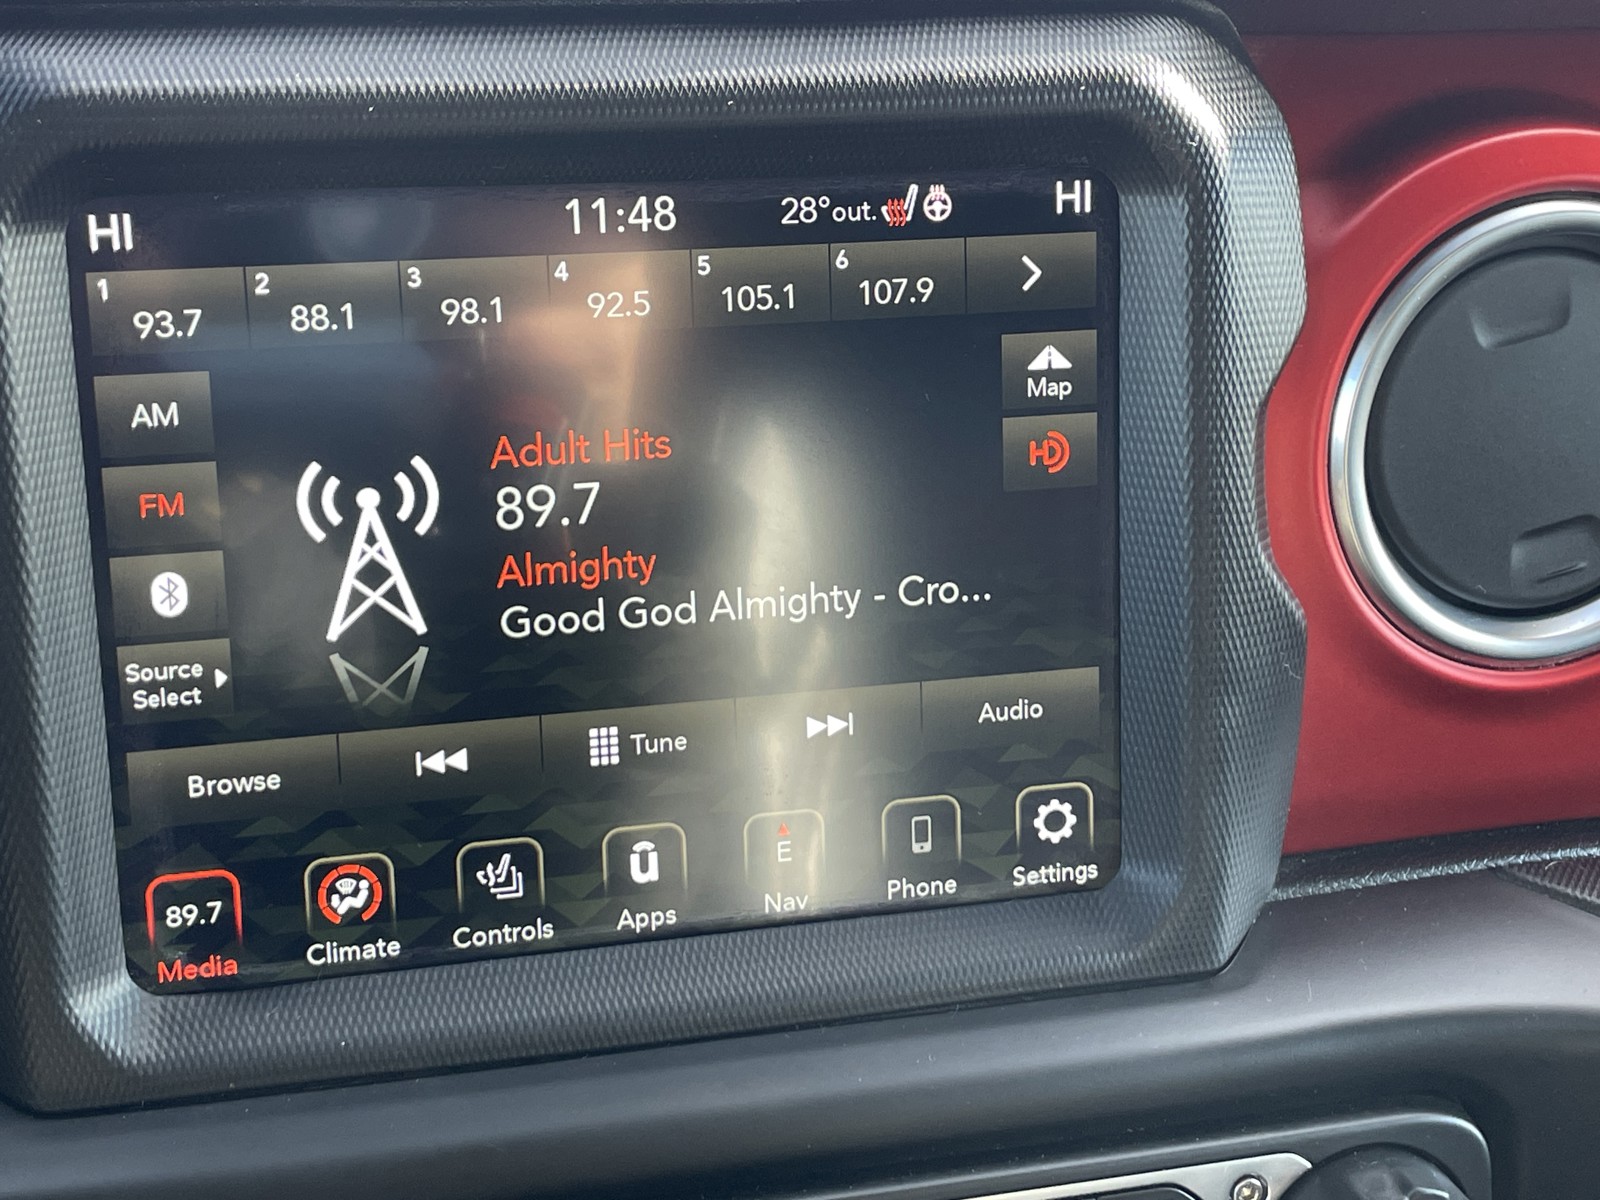 HI 11:48 28°out. HI
1 93.7 2 88.1 3 98.1 4 92.5 5 105.1 6 107.9
Map
AM
HD
Adult Hits
FM
89.7
Almighty
Good God Almighty - Cro...
Source
Select
Browse Tune Audio
89.7 Media
Climate
Controls
u Apps
E Nav
Phone
Settings